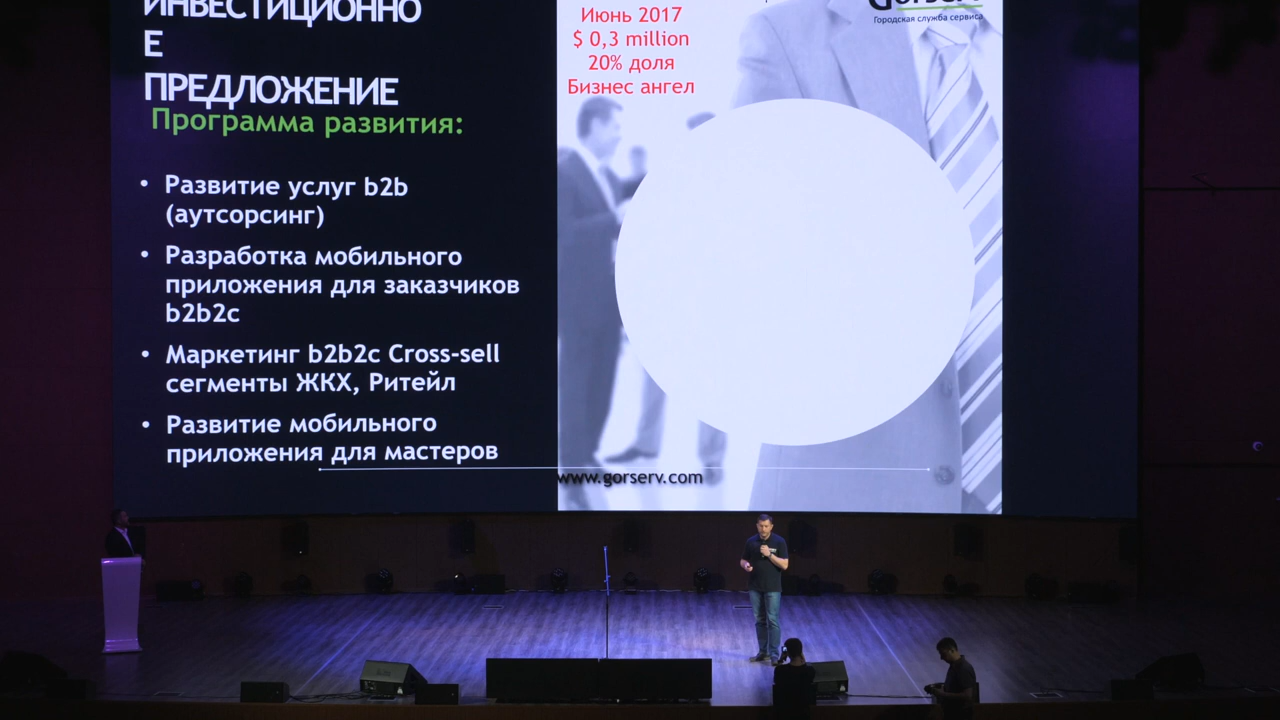 ИНВЕСТИЦИОННО
Е
ПРЕДЛОЖЕНИЕ
Программа развития:
• Развитие услуг b2b
(аутсорсинг)
• Разработка мобильного
приложения для заказчиков
b2b2c
• Маркетинг b2b2c Cross-sell
сегменты ЖКХ, Ритейл
• Развитие мобильного
приложения для мастеров
Июнь 2017
$ 0,3 million
20% доля
Бизнес ангел
Gorserv
Городская служба сервиса
www.gorserv.com